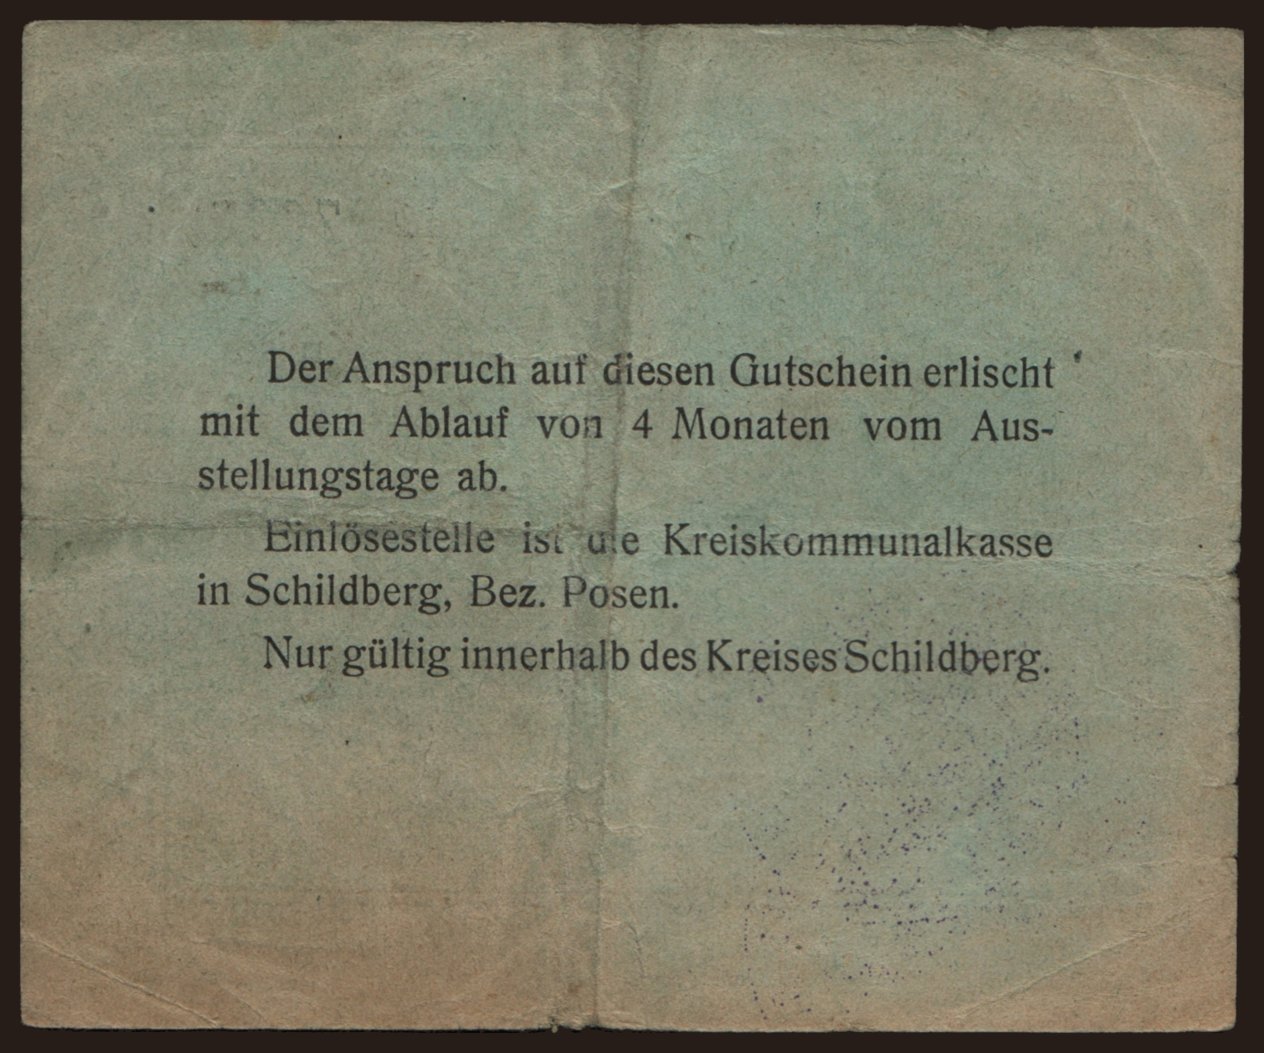 Der Anspruch auf diesen Gutschein erlischt
mit dem Ablauf von 4 Monaten vom Aus-
stellungstage ab.
Einlösestelle ist die Kreiskommunalkasse
in Schildberg, Bez. Posen.
Nur gültig innerhalb des Kreises Schildberg.